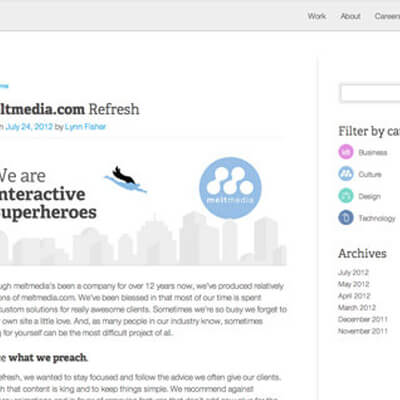 Work About Career
ltmedia.com Refresh
n July 24, 2012 by Lynn Fisher
We are
nteractive
uperheroes
meltmedia
ugh meltmedia's been a company for over 12 years now, we've produced relatively
ons of meltmedia.com. We've been blessed in that most of our time is spent
custom solutions for really awesome clients. Sometimes we're so busy we forget to
r own site a little love. And, as many people in our industry know, sometimes
g for yourself can be the most difficult project of all.
e what we preach.
efresh, we wanted to stay focused and follow the advice we often give our clients.
h that content is king and to keep things simple. We recommend against
Filter by ca
Business
Culture
Design
Technology
Archives
July 2012
May 2012
April 2012
March 2012
December 2011
November 2011